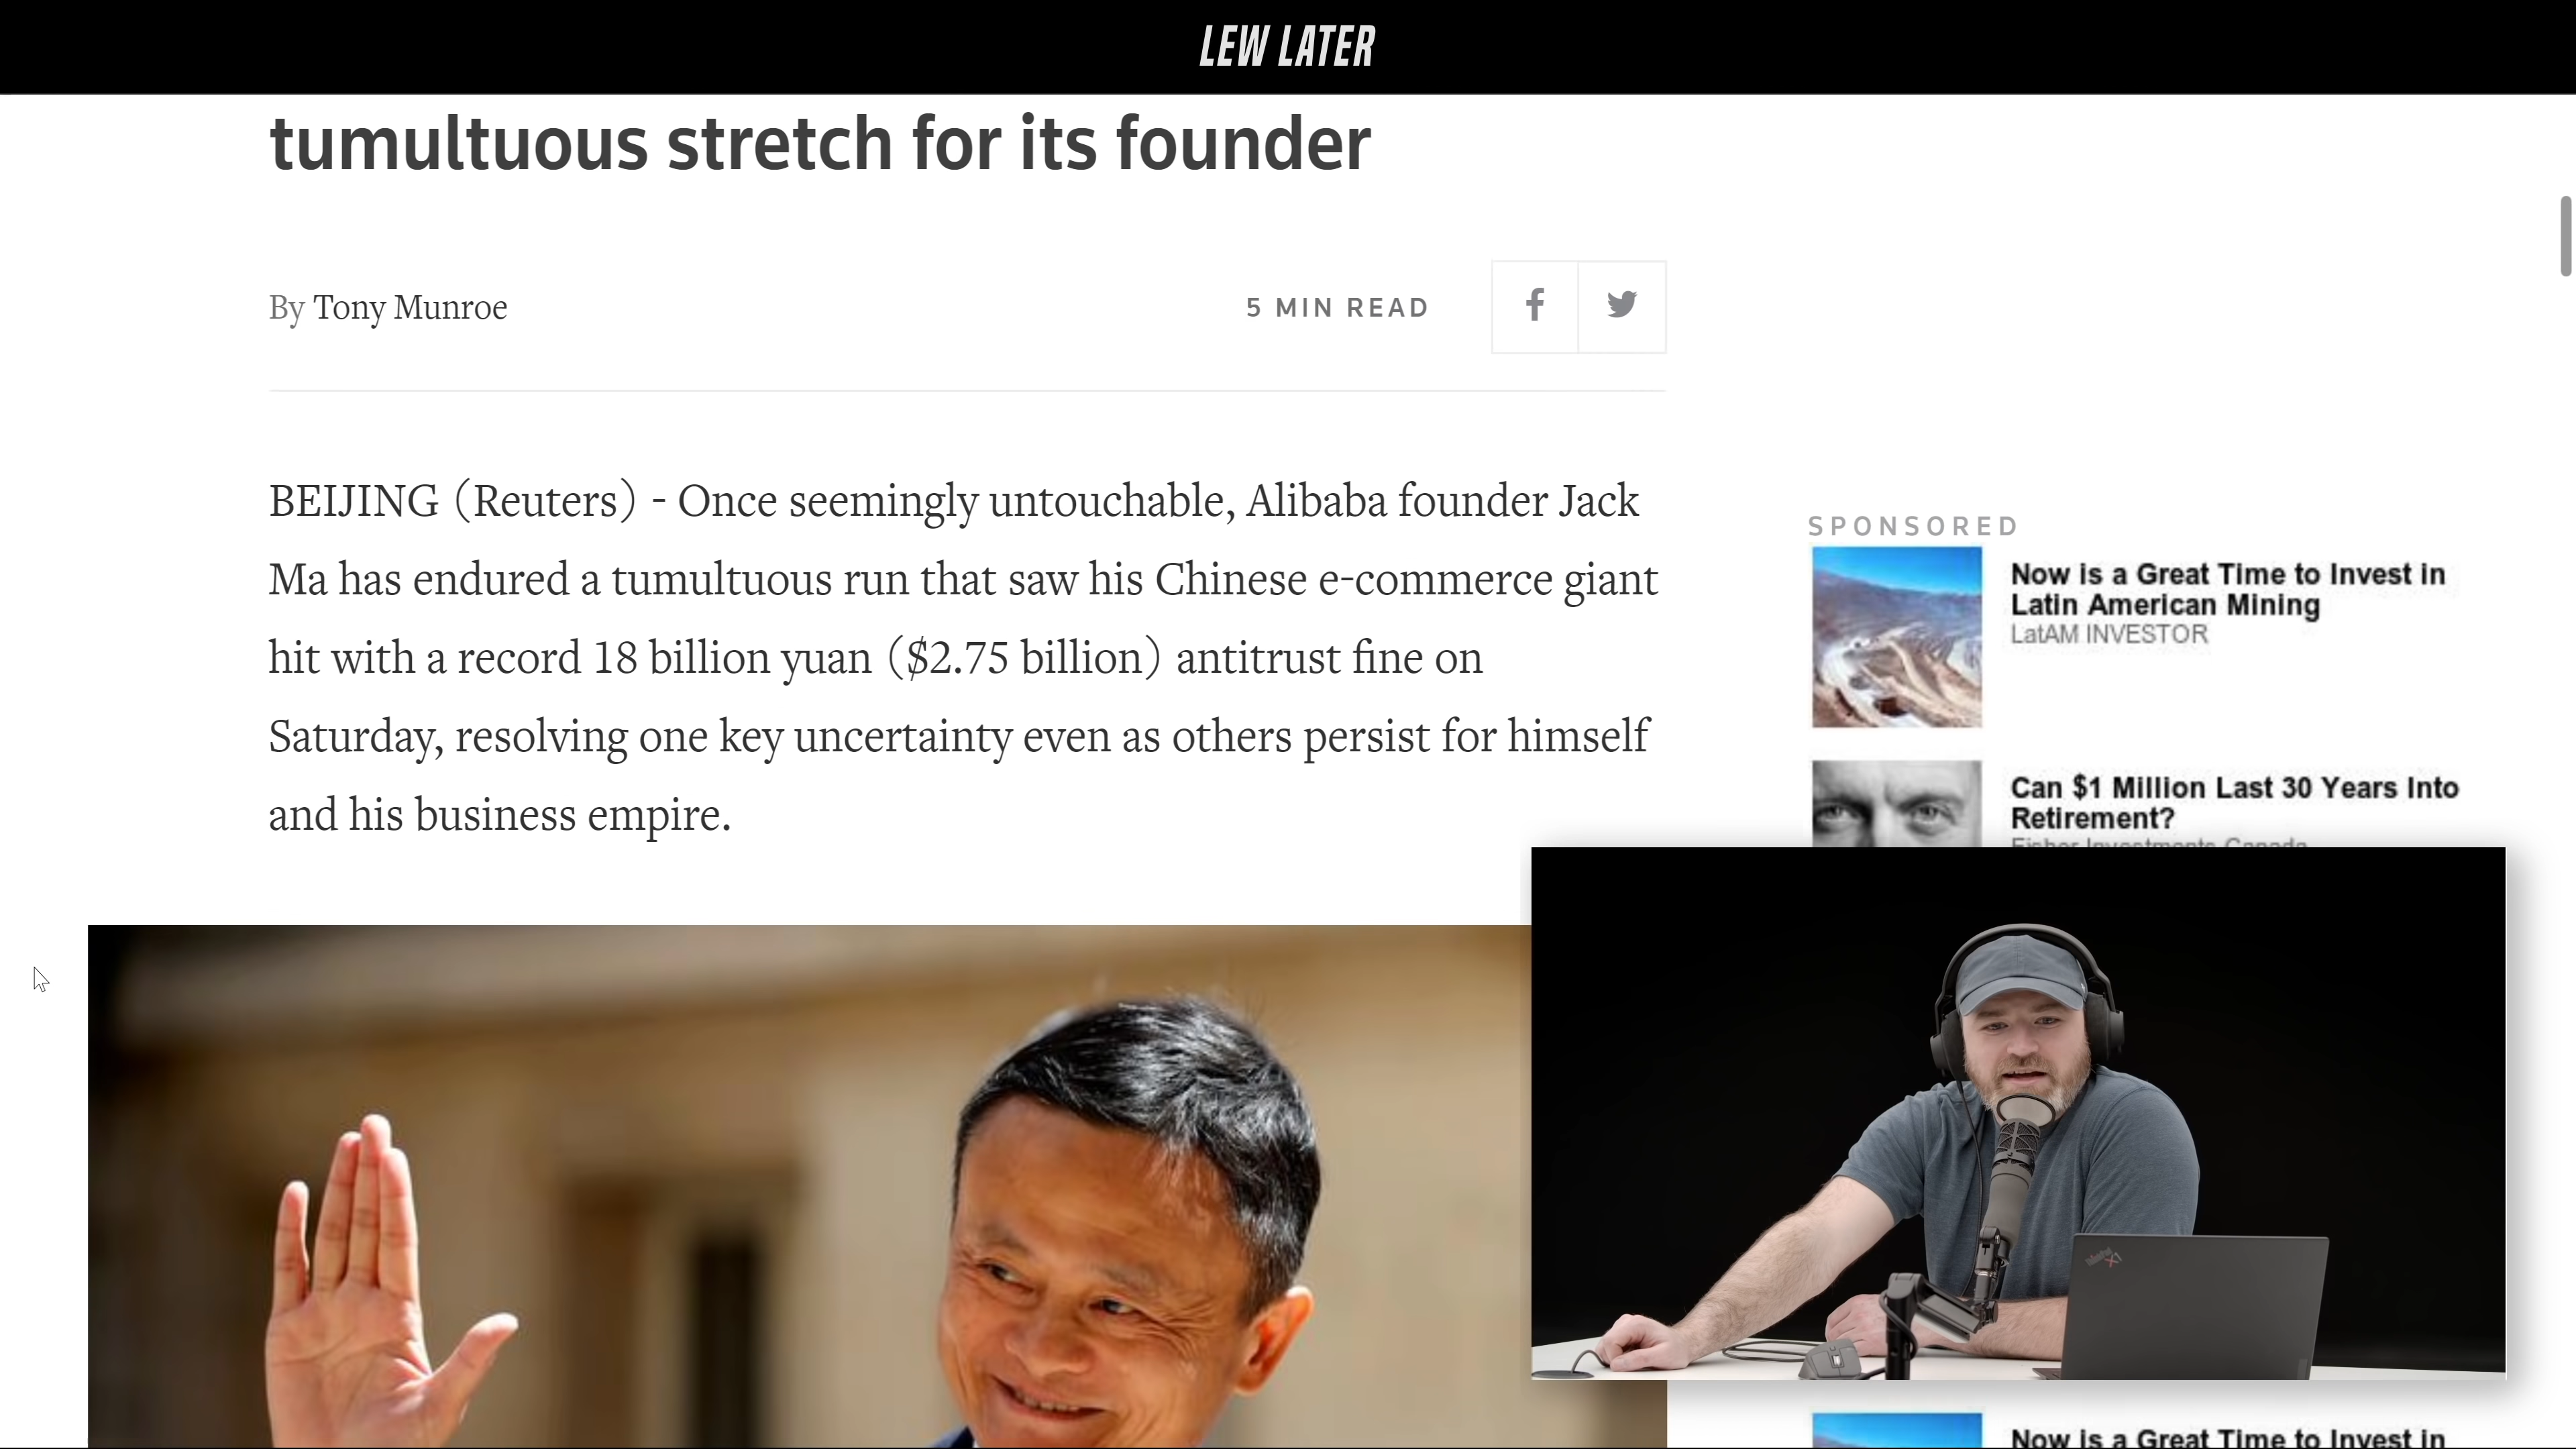 LEW LATER
tumultuous stretch for its founder
By Tony Munroe
5 MIN READ
BEIJING (Reuters) - Once seemingly untouchable, Alibaba founder Jack
Ma has endured a tumultuous run that saw his Chinese e-commerce giant
hit with a record 18 billion yuan ($2.75 billion) antitrust fine on
Saturday, resolving one key uncertainty even as others persist for himself
and his business empire.
SPONSORED
Now is a Great Time to Invest in
Latin American Mining
LatAM INVESTOR
Can $1 Million Last 30 Years Into
Retirement?
Fisher Investments Canada
Now is a Great Time to Invest in